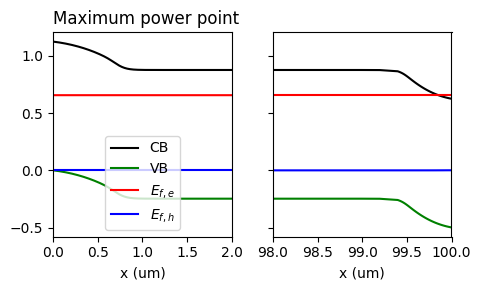 Maximum power point
1.0
0.5
0.0
−0.5
CB
VB
E_{f,e}
E_{f,h}
0.0 0.5 1.0 1.5 2.0
98.0 98.5 99.0 99.5 100.0
x (um)
x (um)